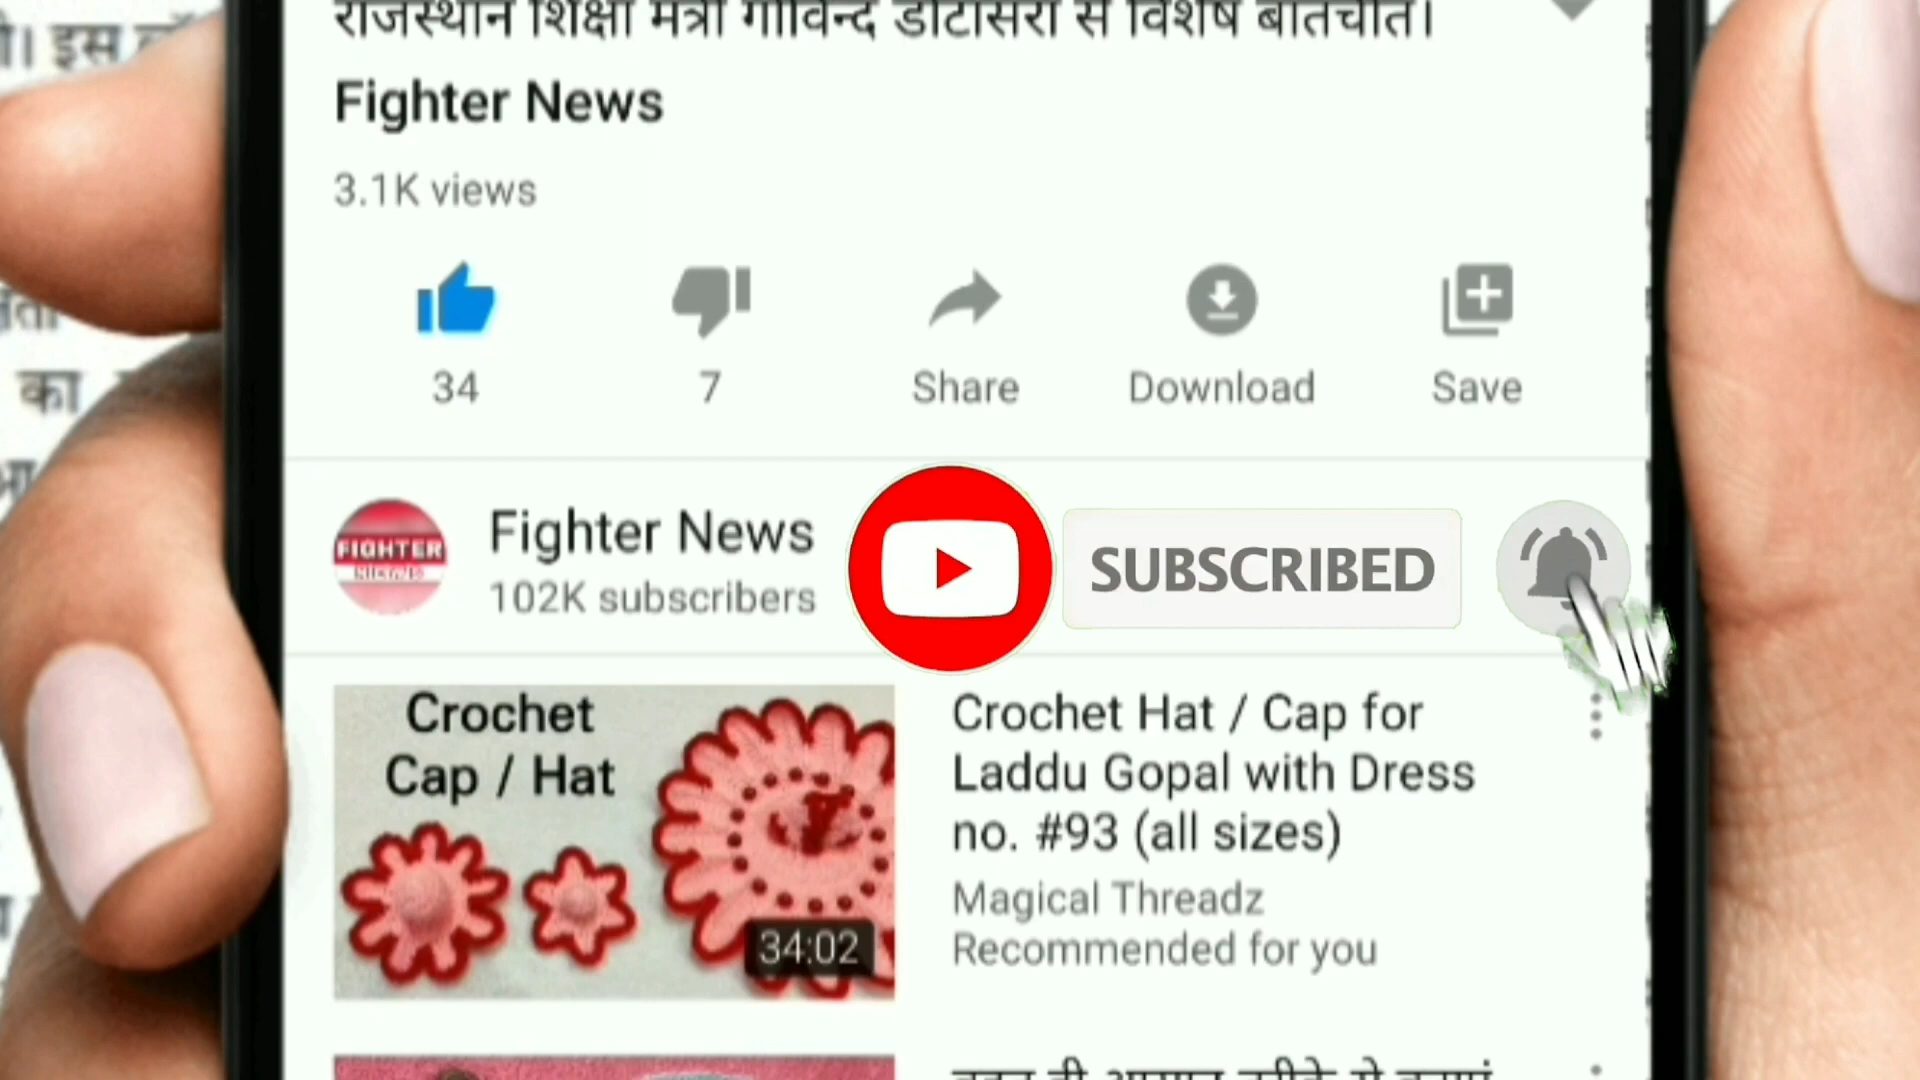 राजस्थान शिक्षा मंत्री गोविन्द डोटासरा से विशेष बातचीत।
Fighter News
3.1K views
34
7
Share
Download
Save
FIGHTER
Fighter News
102K subscribers
SUBSCRIBED
Crochet
Cap / Hat
34:02
Crochet Hat / Cap for
Laddu Gopal with Dress
no. #93 (all sizes)
Magical Threadz
Recommended for you
। इस
का